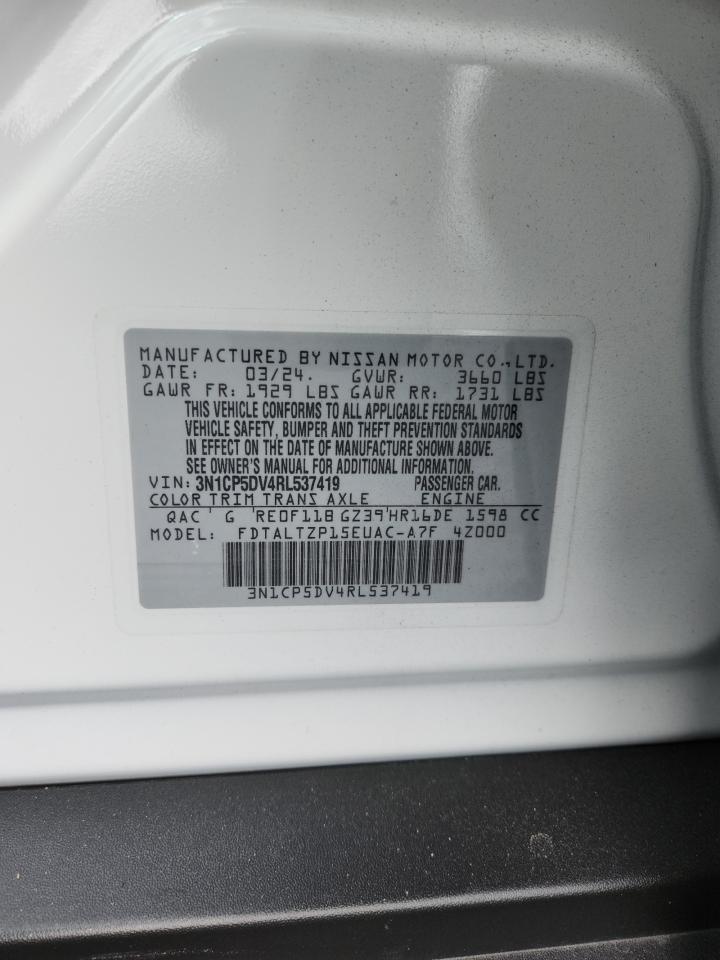 MANUFACTURED BY NISSAN MOTOR CO., LTD.
DATE: 03/24. GVWR: 3660 LBS
GAWR FR: 1929 LBS GAWR RR: 1731 LBS
THIS VEHICLE CONFORMS TO ALL APPLICABLE FEDERAL MOTOR
VEHICLE SAFETY, BUMPER AND THEFT PREVENTION STANDARDS
IN EFFECT ON THE DATE OF MANUFACTURE SHOWN ABOVE.
SEE OWNER'S MANUAL FOR ADDITIONAL INFORMATION.
VIN: 3N1CP5DV4RL537419 PASSENGER CAR.
COLOR TRIM TRANS AXLE ENGINE
QAC ' G ' RE0F11B GZ39 ' HR16DE 1598 CC
MODEL: FDTALTZP15EUAC-A7F 4Z000
3N1CP5DV4RL537419